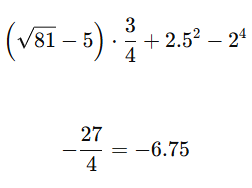 (√81 − 5) · 3/4 + 2.5² − 2⁴
−27/4 = −6.75